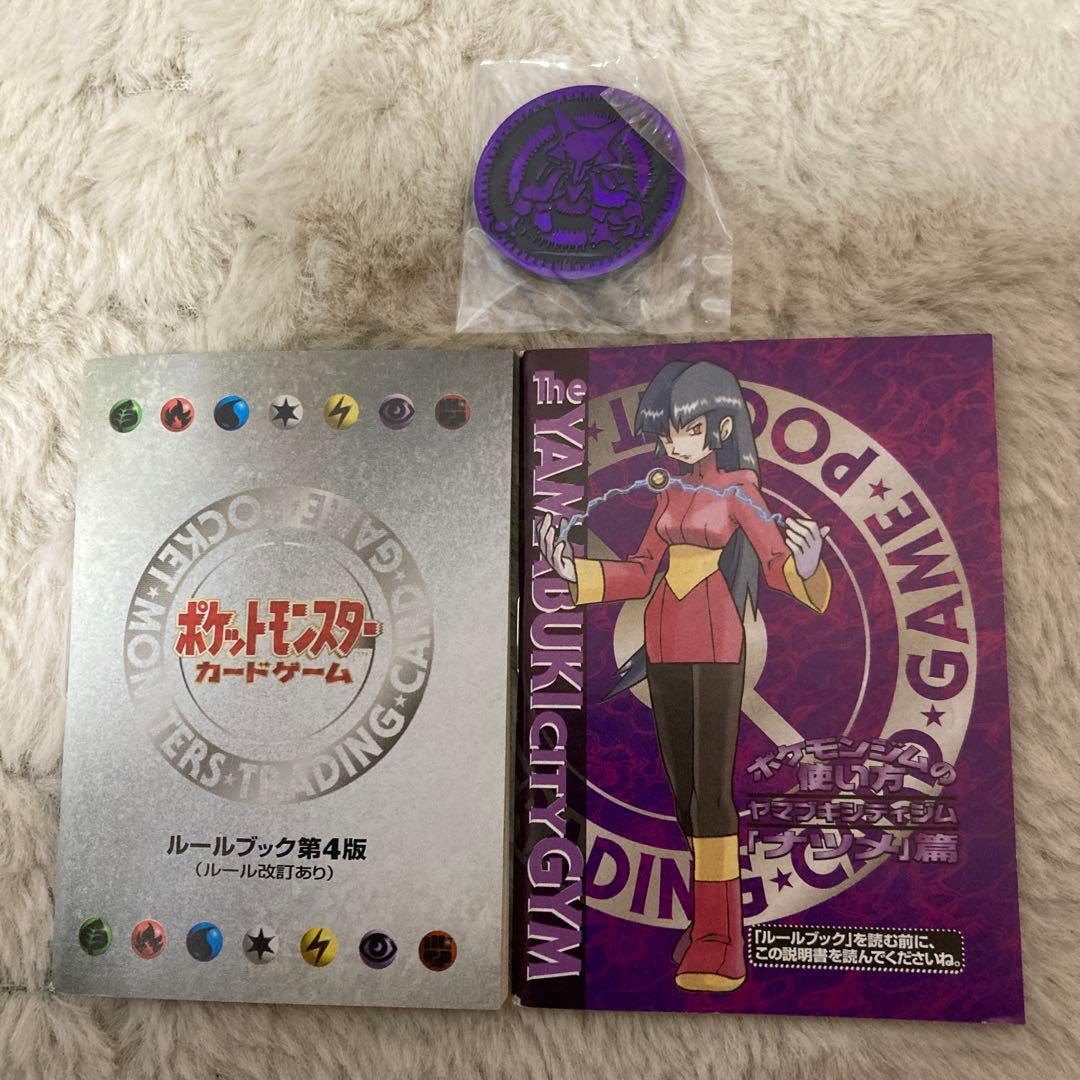 ポケットモンスター
カードゲーム
POCKET MONSTERS★TRADING★CARD★GAME
ルールブック第4版
(ルール改訂あり)
The YAMABUKI CITY GYM
GAME★POCKET
TRADING★CARD
ポケモンジムの
使い方
ヤマブキシティジム
「ナツメ」篇
「ルールブック」を読む前に、
この説明書を読んでくださいね。